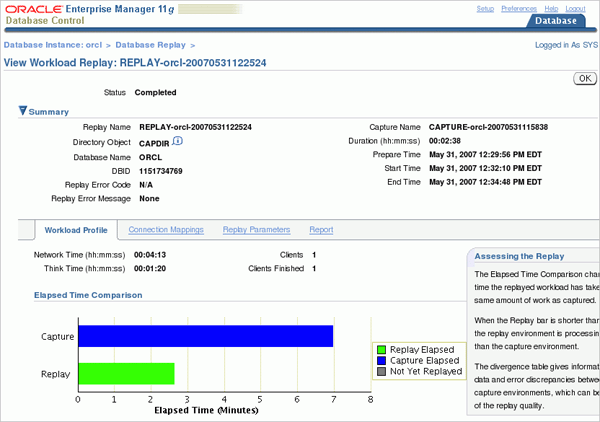 ORACLE Enterprise Manager 11g
Database Control
Setup Preferences Help Logout
Database
Database Instance: orcl > Database Replay >
Logged in As SYS
View Workload Replay: REPLAY-orcl-20070531122524
OK
Status Completed
Summary
Replay Name REPLAY-orcl-20070531122524
Directory Object CAPDIR
Database Name ORCL
DBID 1151734769
Replay Error Code N/A
Replay Error Message None
Capture Name CAPTURE-orcl-20070531115838
Duration (hh:mm:ss) 00:02:38
Prepare Time May 31, 2007 12:29:56 PM EDT
Start Time May 31, 2007 12:32:10 PM EDT
End Time May 31, 2007 12:34:48 PM EDT
Workload Profile Connection Mappings Replay Parameters Report
Network Time (hh:mm:ss) 00:04:13
Think Time (hh:mm:ss) 00:01:20
Clients 1
Clients Finished 1
Elapsed Time Comparison
Capture
Replay
0 1 2 3 4 5 6 7 8
Elapsed Time (Minutes)
Replay Elapsed
Capture Elapsed
Not Yet Replayed
Assessing the Replay
The Elapsed Time Comparison char
time the replayed workload has take
same amount of work as captured.
When the Replay bar is shorter than
the replay environment is processin
than the capture environment.
The divergence table gives informat
data and error discrepancies betwe
capture environments, which can be
of the replay quality.